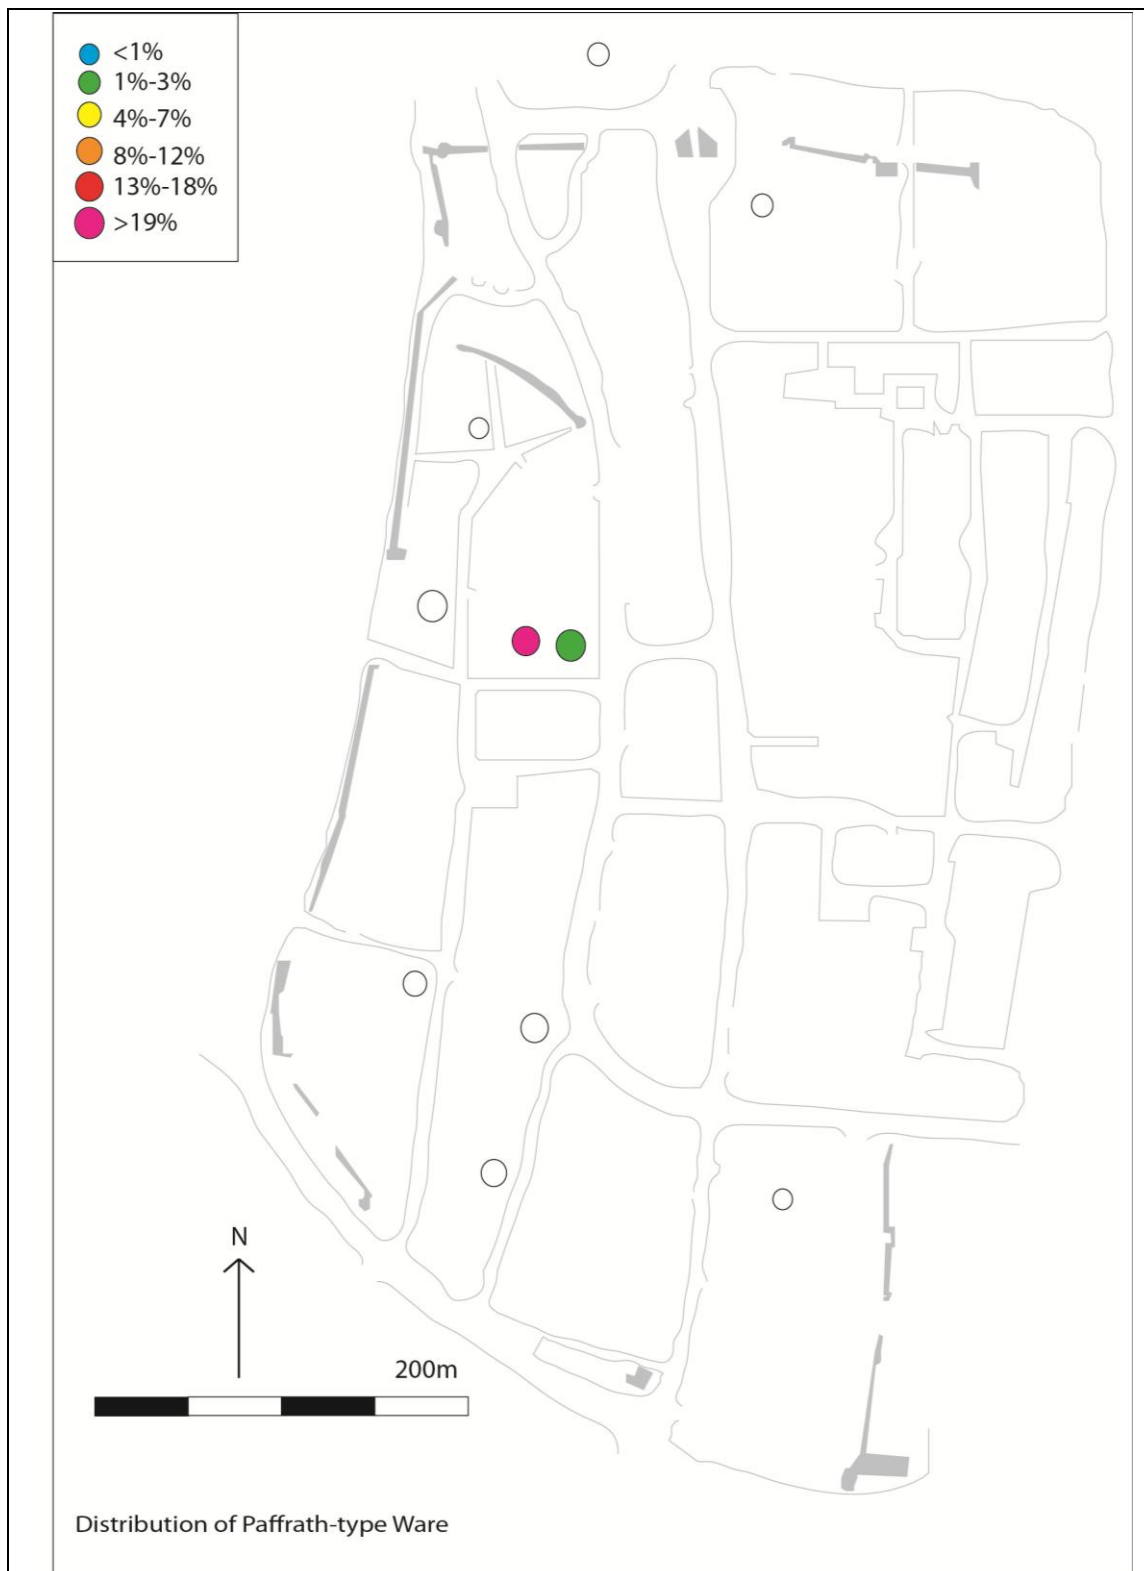 <1%
1%-3%
4%-7%
8%-12%
13%-18%
>19%
N
200m
Distribution of Paffrath-type Ware